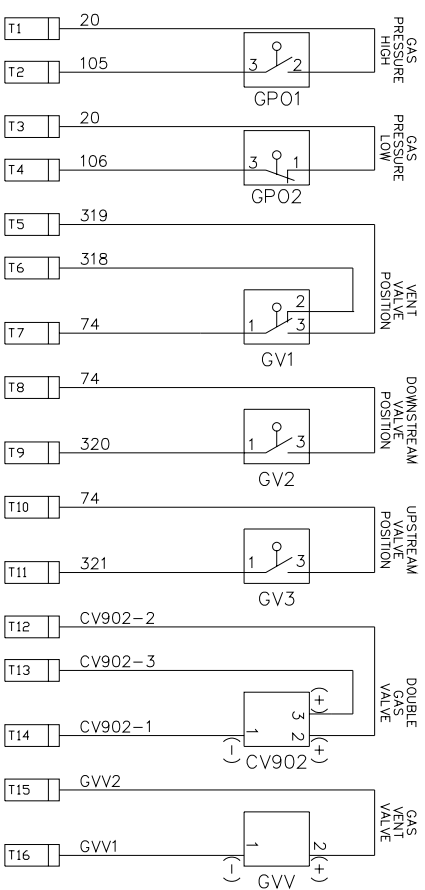 T1 20
T2 105 3 2
GPO1
GAS
PRESSURE
HIGH
T3 20
T4 106 3 1
GPO2
GAS
PRESSURE
LOW
T5 319
T6 318
2
T7 74 1 3
GV1
VENT
VALVE
POSITION
T8 74
T9 320 1 3
GV2
DOWNSTREAM
VALVE
POSITION
T10 74
T11 321 1 3
GV3
UPSTREAM
VALVE
POSITION
T12 CV902-2
T13 CV902-3
3 (+)
T14 CV902-1 1 2
(-) (+)
CV902
DOUBLE
GAS
VALVE
T15 GVV2
T16 GVV1 1 2
(-) (+)
GVV
GAS
VENT
VALVE